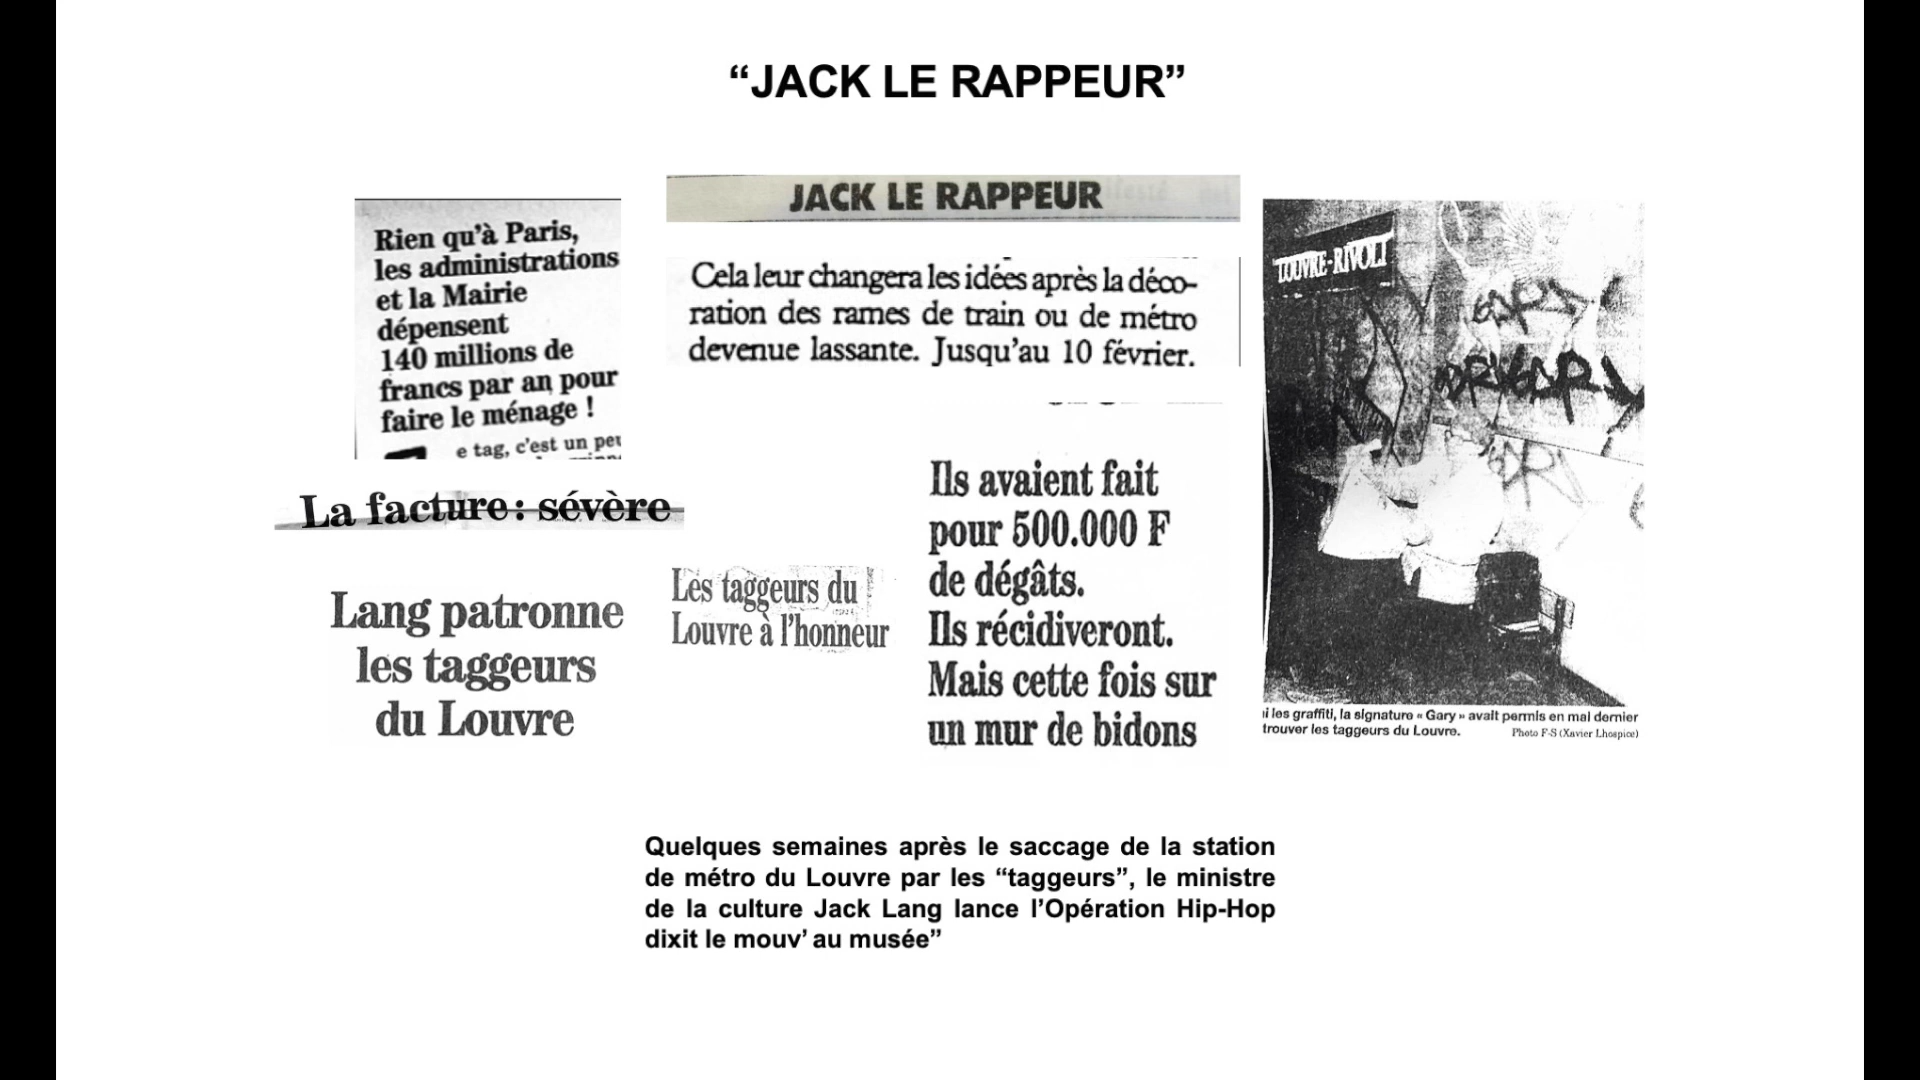 “JACK LE RAPPEUR”
Rien qu'à Paris,
les administrations
et la Mairie
dépensent
140 millions de
francs par an pour
faire le ménage !
e tag, c'est un peu
La facture : sévère
Lang patronne
les taggeurs
du Louvre
JACK LE RAPPEUR
Cela leur changera les idées après la déco-
ration des rames de train ou de métro
devenue lassante. Jusqu'au 10 février.
Les taggeurs du
Louvre à l'honneur
Ils avaient fait
pour 500.000 F
de dégâts.
Ils récidiveront.
Mais cette fois sur
un mur de bidons
LOUVRE-RIVOLI
i les graffiti, la signature « Gary » avait permis en mai dernier
trouver les taggeurs du Louvre.
Photo F-S (Xavier Lhospice)
Quelques semaines après le saccage de la station
de métro du Louvre par les “taggeurs”, le ministre
de la culture Jack Lang lance l’Opération Hip-Hop
dixit le mouv’ au musée”